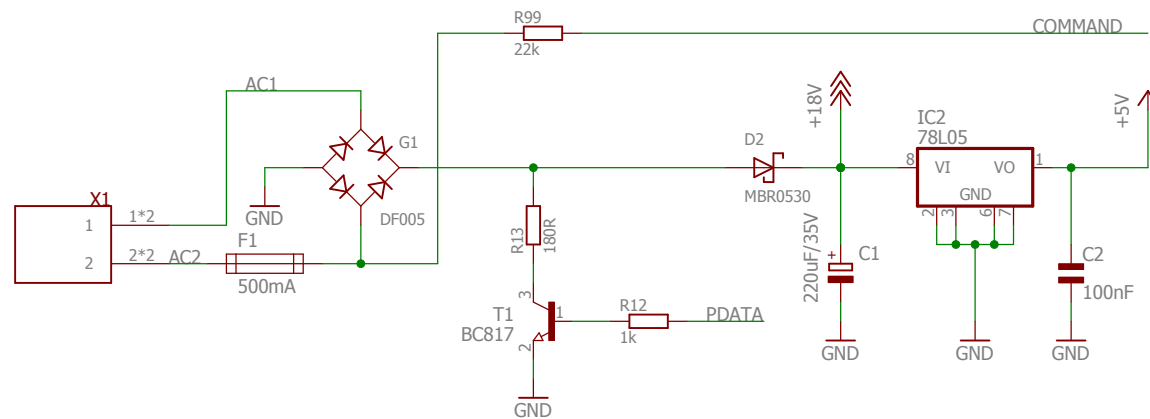 R99
22k
COMMAND
AC1
+18V
+5V
IC2
78L05
G1
D2
8
VI
VO
1
GND
2
3
6
7
MBR0530
X1
1
1*2
GND
DF005
R13
180R
2
2*2
AC2
F1
500mA
220uF/35V
+
C1
C2
100nF
3
T1
BC817
1
2
R12
1k
PDATA
GND
GND
GND
GND